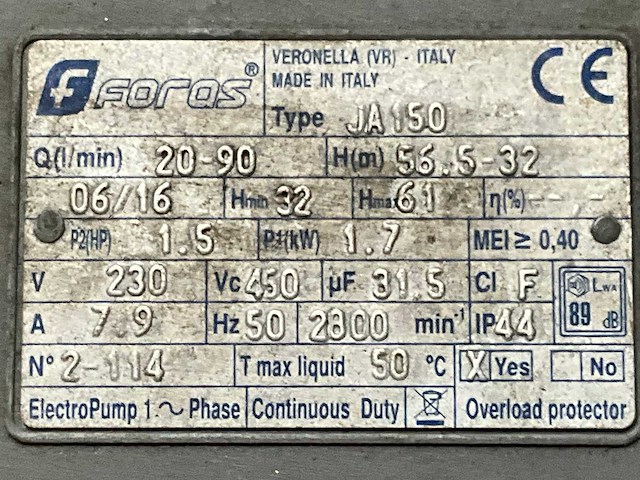 foras® VERONELLA (VR) - ITALY
MADE IN ITALY
Type JA150
CE
Q(l/min) 20-90 H(m) 56.5-32
06/16 Hmin 32 Hmax 61 η(%) --,-
P2(HP) 1.5 P1(kW) 1.7 MEI ≥ 0,40
V 230 Vc 450 µF 31.5 Cl F
A 7.9 Hz 50 2800 min⁻¹ IP 44
LWA 89 dB
N° 2-114 T max liquid 50 °C X Yes No
ElectroPump 1 ~ Phase Continuous Duty Overload protector